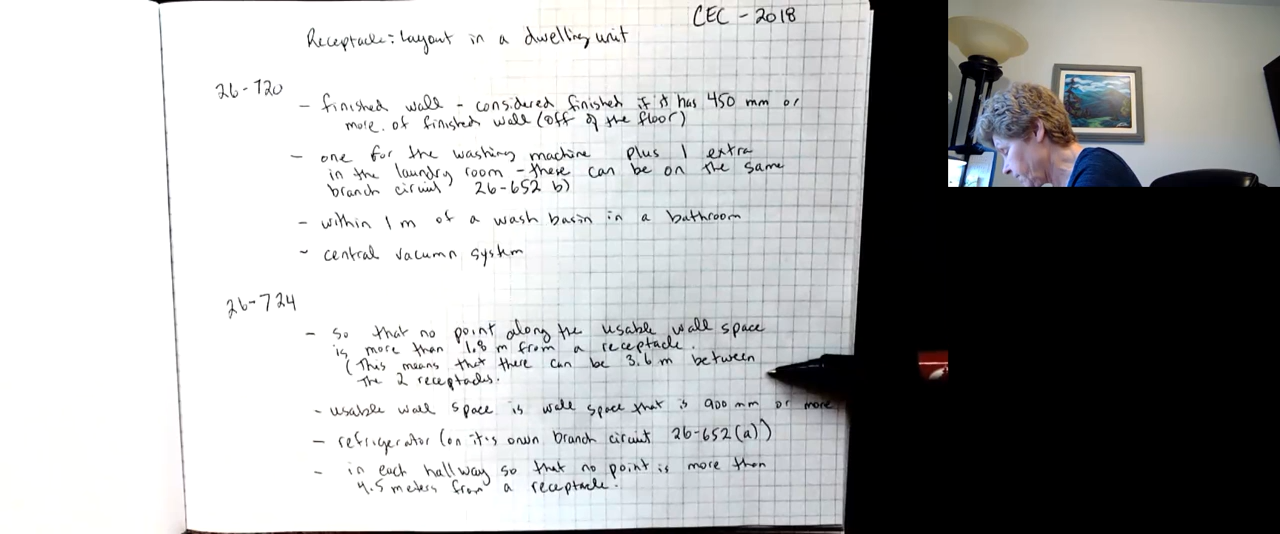 CEC - 2018
Receptacle: Layout in a dwelling unit
26-720
- finished wall - considered finished if it has 450 mm or
more of finished wall (off of the floor)
- one for the washing machine plus 1 extra
in the laundry room - these can be on the same
branch circuit 26-652 b)
- within 1 m of a wash basin in a bathroom
- central vacumn system
26-724
- so that no point along the usable wall space
is more than 1.8 m from a receptacle.
(This means that there can be 3.6 m between
the 2 receptacles.
- usable wall space is wall space that is 900 mm or more
- refrigerator (on it's own branch circuit 26-652(a))
- in each hallway so that no point is more than
4.5 meters from a receptacle.